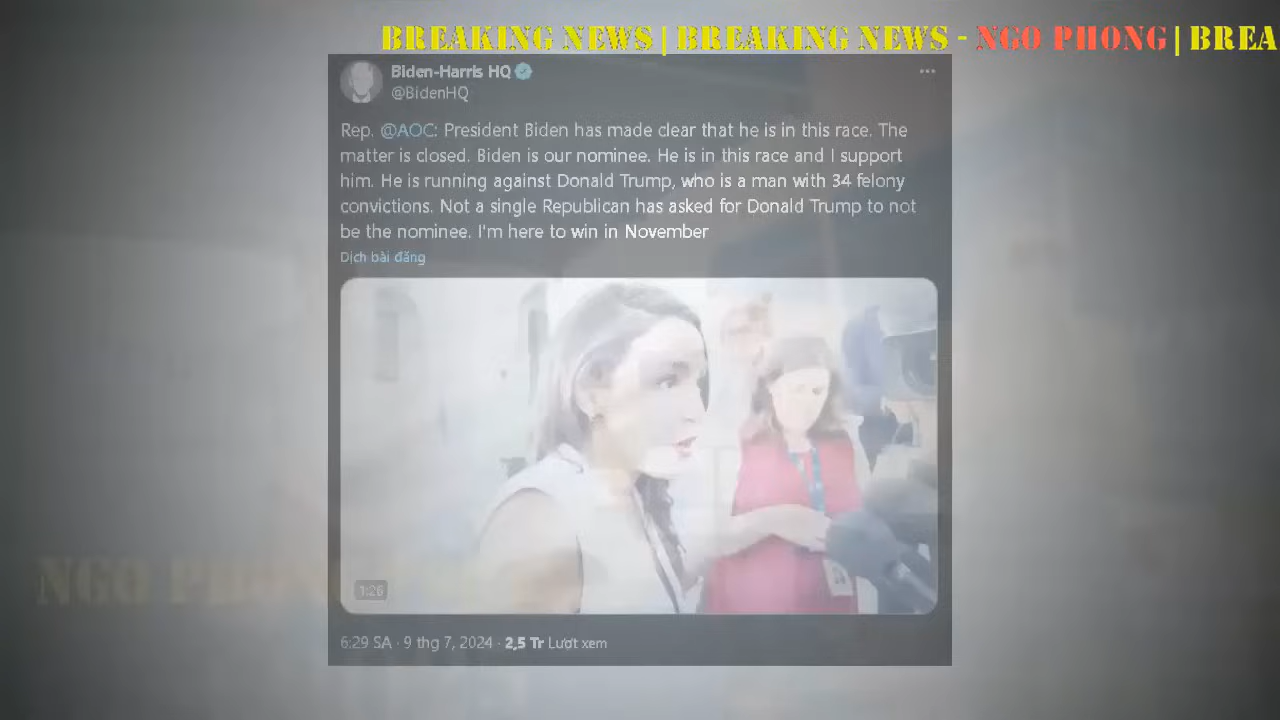 BREAKING NEWS | BREAKING NEWS - NGO PHONG | BREA
Biden-Harris HQ
@BidenHQ
Rep. @AOC: President Biden has made clear that he is in this race. The
matter is closed. Biden is our nominee. He is in this race and I support
him. He is running against Donald Trump, who is a man with 34 felony
convictions. Not a single Republican has asked for Donald Trump to not
be the nominee. I'm here to win in November
Dịch bài đăng
NGO PHONG
1:26
6:29 SA · 9 thg 7, 2024 · 2,5 Tr Lượt xem